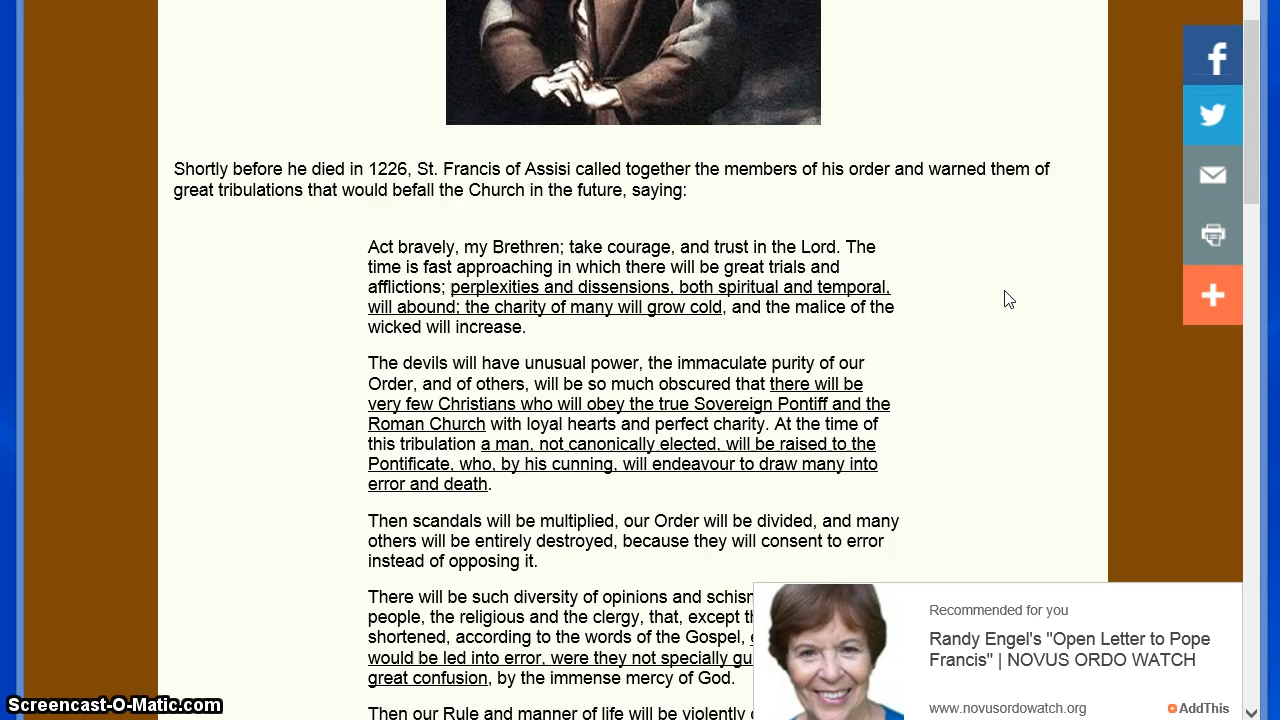 Shortly before he died in 1226, St. Francis of Assisi called together the members of his order and warned them of
great tribulations that would befall the Church in the future, saying:
Act bravely, my Brethren; take courage, and trust in the Lord. The
time is fast approaching in which there will be great trials and
afflictions; perplexities and dissensions, both spiritual and temporal,
will abound; the charity of many will grow cold, and the malice of the
wicked will increase.
The devils will have unusual power, the immaculate purity of our
Order, and of others, will be so much obscured that there will be
very few Christians who will obey the true Sovereign Pontiff and the
Roman Church with loyal hearts and perfect charity. At the time of
this tribulation a man, not canonically elected, will be raised to the
Pontificate, who, by his cunning, will endeavour to draw many into
error and death.
Then scandals will be multiplied, our Order will be divided, and many
others will be entirely destroyed, because they will consent to error
instead of opposing it.
There will be such diversity of opinions and
people, the religious and the clergy, that, except
shortened, according to the words of the Gospel,
would be led into error, were they not specially
great confusion, by the immense mercy of God.
Then our Rule and manner of life will be violently
Recommended for you
Randy Engel's "Open Letter to Pope
Francis" | NOVUS ORDO WATCH
www.novusordowatch.org
AddThis
Screencast-O-Matic.com